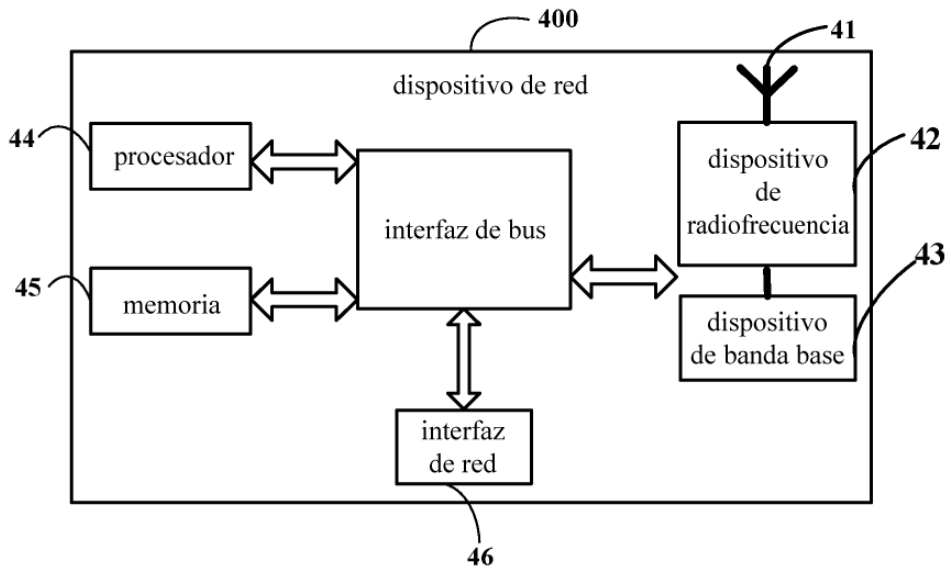 400
41
dispositivo de red
44
procesador
dispositivo
de
radiofrecuencia
42
interfaz de bus
45
memoria
43
dispositivo
de banda base
interfaz
de red
46